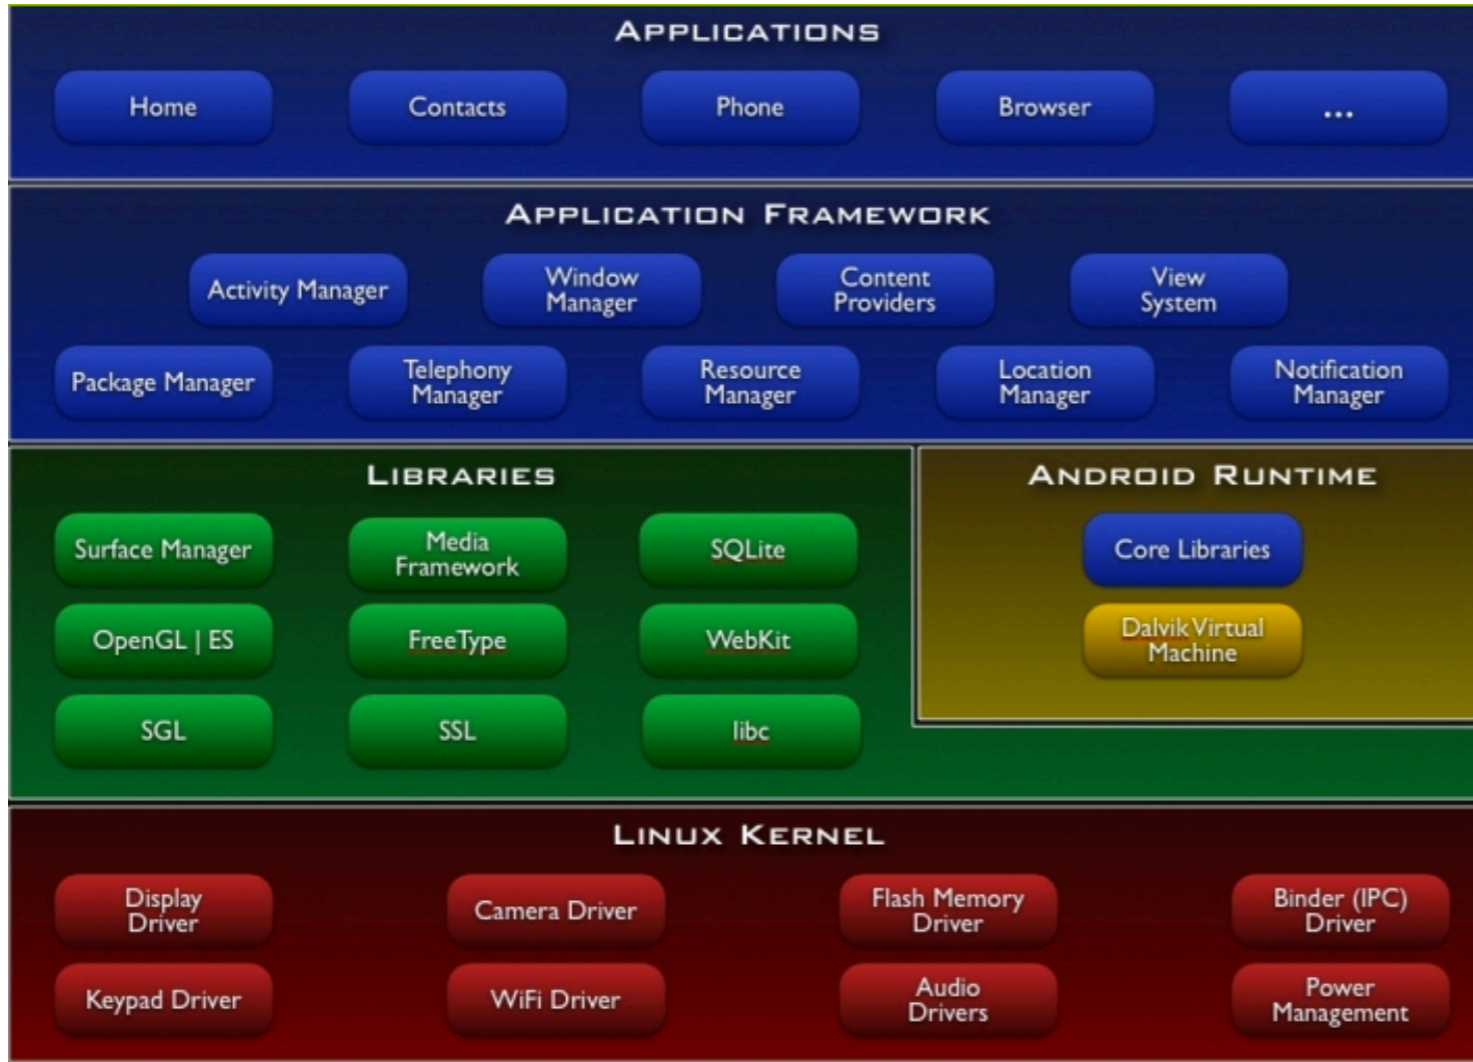 APPLICATIONS
Home
Contacts
Phone
Browser
...
APPLICATION FRAMEWORK
Activity Manager
Window
Manager
Content
Providers
View
System
Package Manager
Telephony
Manager
Resource
Manager
Location
Manager
Notification
Manager
LIBRARIES
Surface Manager
Media
Framework
SQLite
OpenGL | ES
FreeType
WebKit
SGL
SSL
libc
ANDROID RUNTIME
Core Libraries
Dalvik Virtual
Machine
LINUX KERNEL
Display
Driver
Camera Driver
Flash Memory
Driver
Binder (IPC)
Driver
Keypad Driver
WiFi Driver
Audio
Drivers
Power
Management